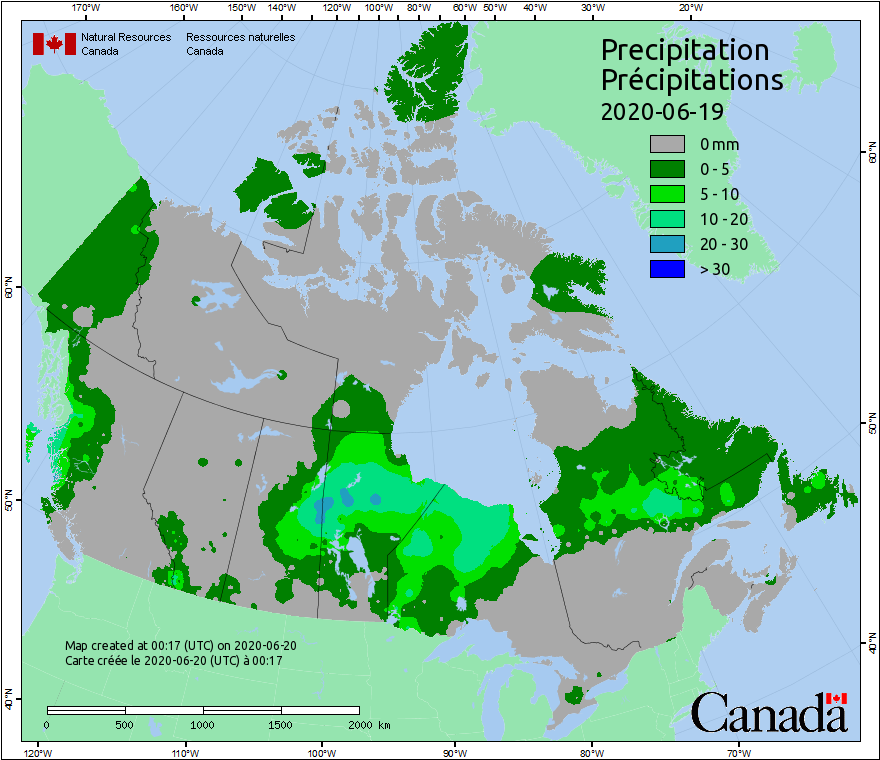 170°W 160°W 150°W 140°W 120°W 100°W 80°W 60°W 50°W 40°W 30°W 20°W
Natural Resources Ressources naturelles
Canada Canada
Precipitation
Précipitations
2020-06-19
0 mm
0 - 5
5 - 10
10 - 20
20 - 30
> 30
60°N
60°N
50°N
50°N
40°N
40°N
Map created at 00:17 (UTC) on 2020-06-20
Carte créée le 2020-06-20 (UTC) à 00:17
0 500 1000 1500 2000 km
Canada
120°W 110°W 100°W 90°W 80°W 70°W